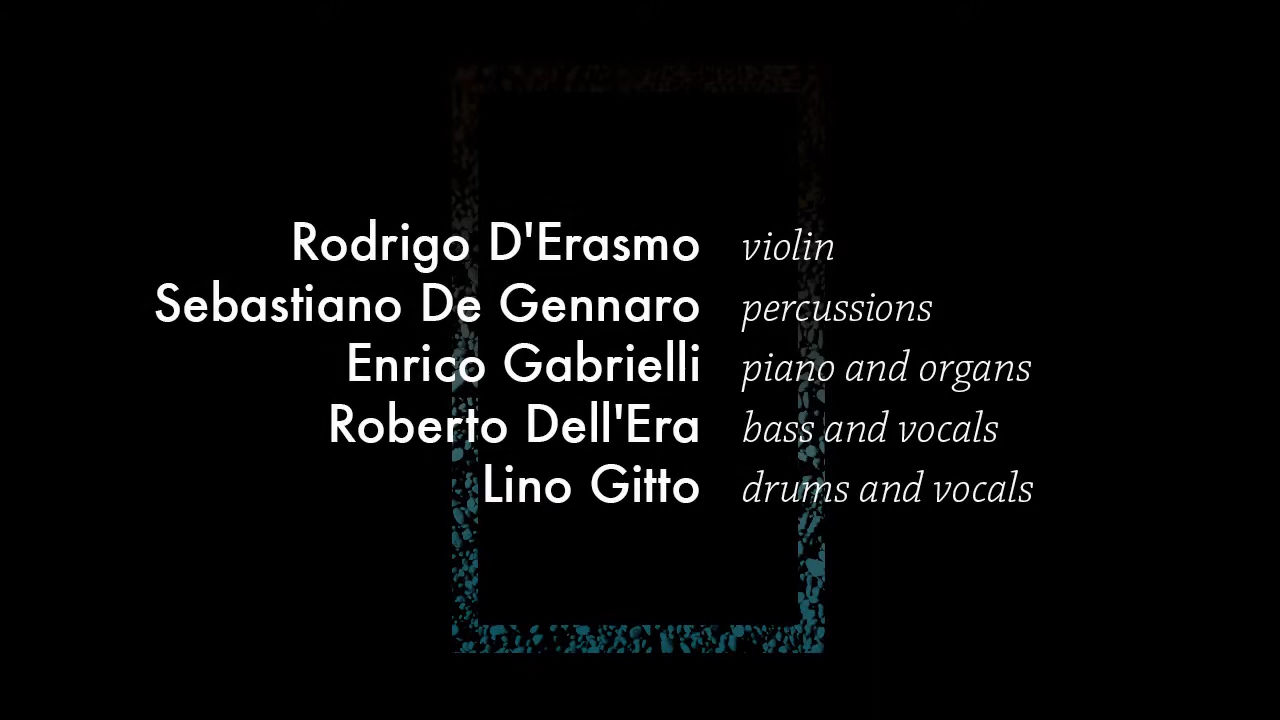 Rodrigo D'Erasmo violin
Sebastiano De Gennaro percussions
Enrico Gabrielli piano and organs
Roberto Dell'Era bass and vocals
Lino Gitto drums and vocals